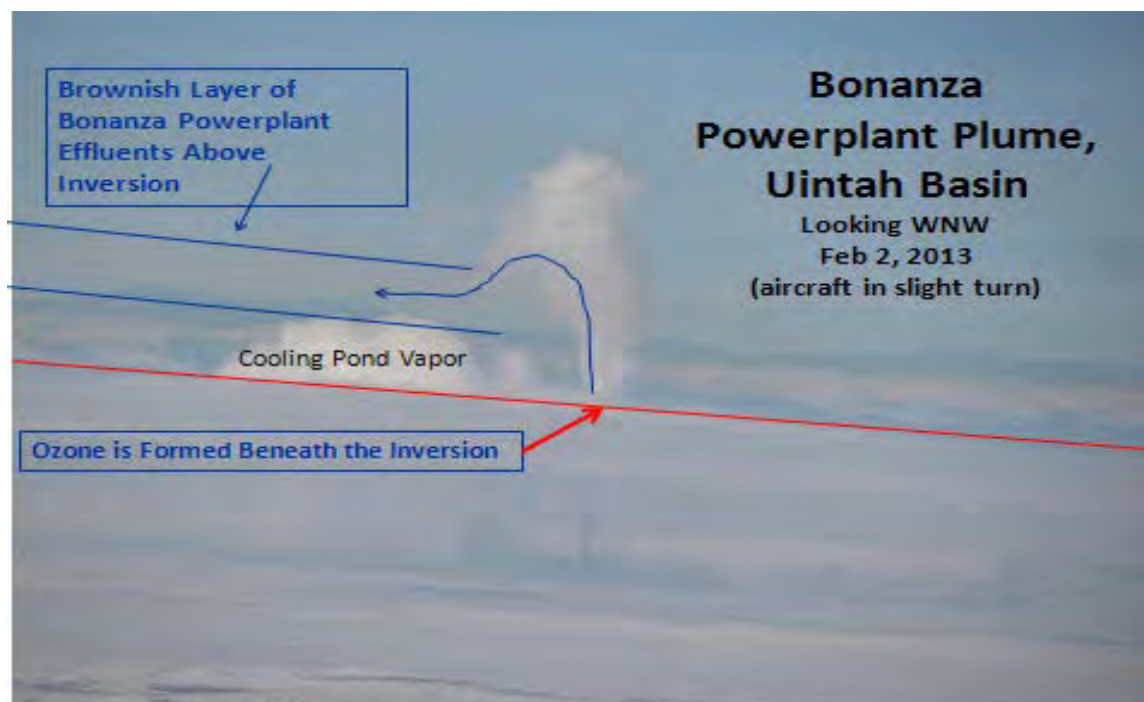 Brownish Layer of
Bonanza Powerplant
Effluents Above
Inversion
Bonanza
Powerplant Plume,
Uintah Basin
Looking WNW
Feb 2, 2013
(aircraft in slight turn)
Cooling Pond Vapor
Ozone is Formed Beneath the Inversion